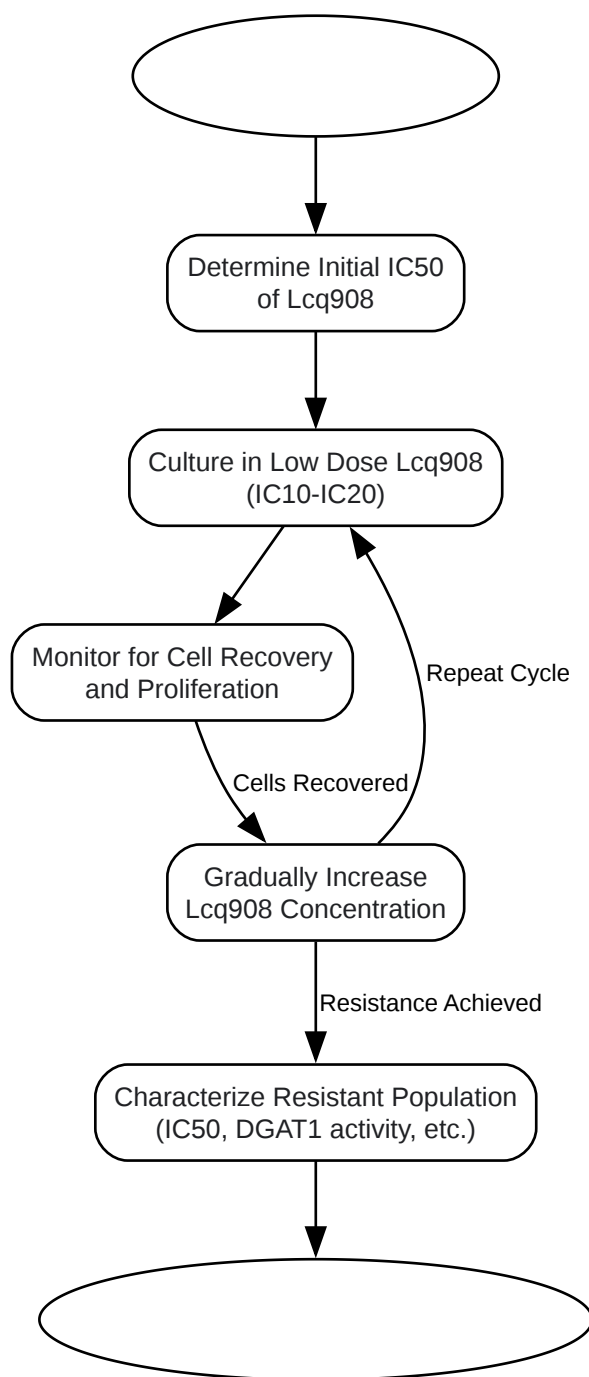 Determine Initial IC50
of Lcq908
Culture in Low Dose Lcq908
(IC10-IC20)
Monitor for Cell Recovery
and Proliferation
Repeat Cycle
Cells Recovered
Gradually Increase
Lcq908 Concentration
Resistance Achieved
Characterize Resistant Population
(IC50, DGAT1 activity, etc.)